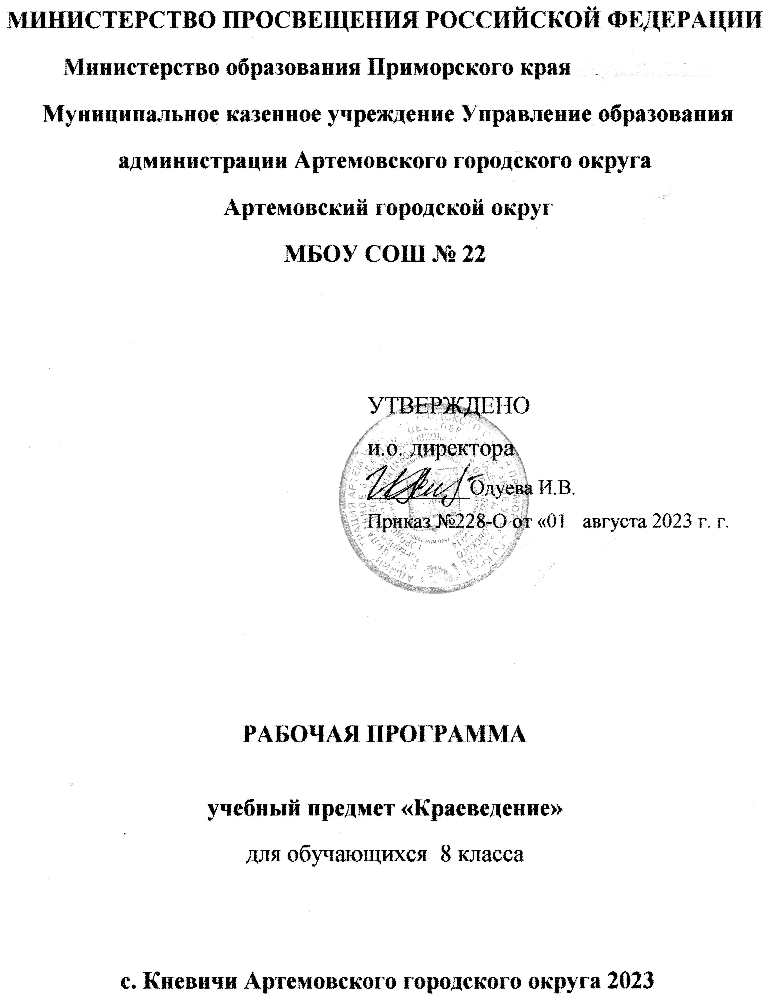 МИНИСТЕРСТВО ПРОСВЕЩЕНИЯ РОССИЙСКОЙ ФЕДЕРАЦИИ
Министерство образования Приморского края
Муниципальное казенное учреждение Управление образования
администрации Артемовского городского округа
Артемовский городской округ
МБОУ СОШ № 22
УТВЕРЖДЕНО
и.о. директора
Одуева И.В.
Приказ №228-О от «01 августа 2023 г. г.
РАБОЧАЯ ПРОГРАММА
учебный предмет «Краеведение»
для обучающихся 8 класса
с. Кневичи Артемовского городского округа 2023